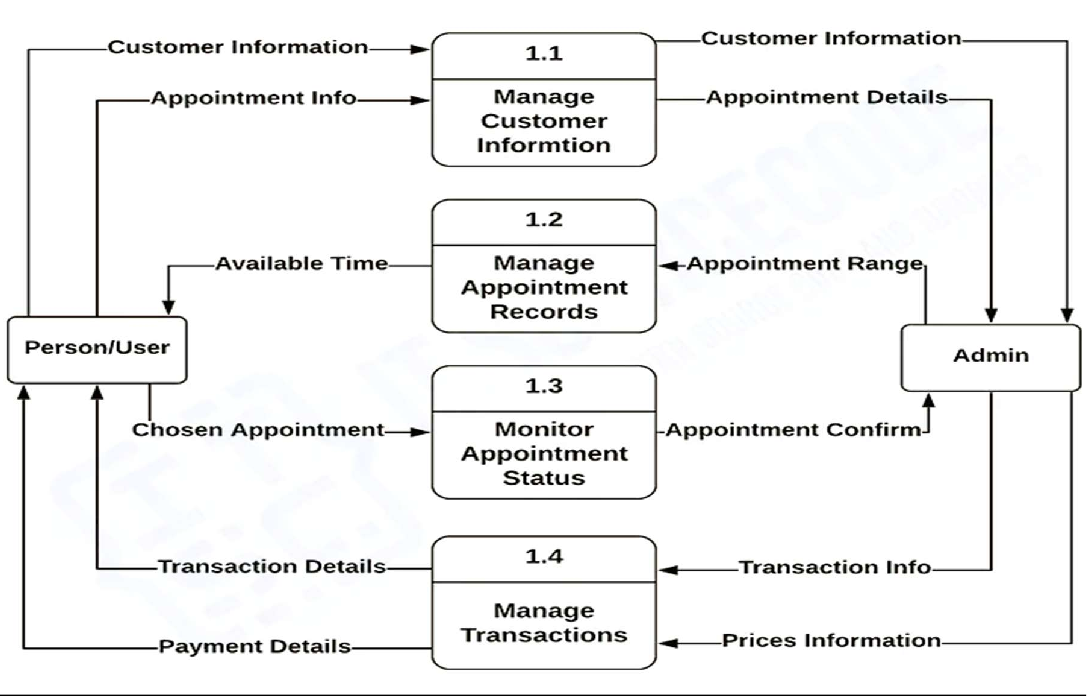 Customer Information
1.1
Customer Information
Appointment Info
Manage
Customer
Informtion
Appointment Details
1.2
Available Time
Manage
Appointment
Records
Appointment Range
Person/User
Admin
1.3
Chosen Appointment
Monitor
Appointment
Status
Appointment Confirm
1.4
Transaction Details
Transaction Info
Manage
Transactions
Payment Details
Prices Information